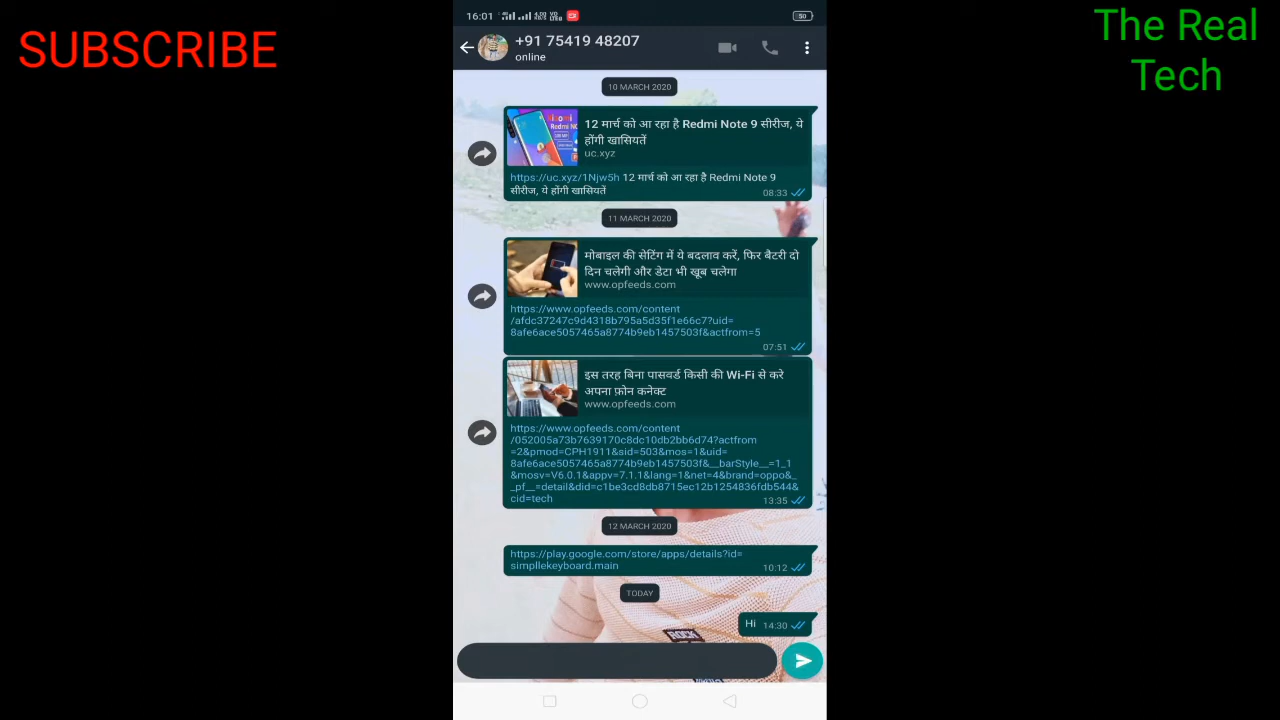 SUBSCRIBE
The Real
Tech
16:01
50
+91 75419 48207
online
10 MARCH 2020
12 मार्च को आ रहा है Redmi Note 9 सीरीज, ये
होंगी खासियतें
uc.xyz
https://uc.xyz/1Njw5h 12 मार्च को आ रहा है Redmi Note 9
सीरीज, ये होंगी खासियतें
08:33
11 MARCH 2020
मोबाइल की सेटिंग में ये बदलाव करें, फिर बैटरी दो
दिन चलेगी और डेटा भी खूब चलेगा
www.opfeeds.com
https://www.opfeeds.com/content
/afdc37247c9d4318b795a5d35f1e66c7?uid=
8afe6ace5057465a8774b9eb1457503f&actfrom=5
07:51
इस तरह बिना पासवर्ड किसी की Wi-Fi से करे
अपना फ़ोन कनेक्ट
www.opfeeds.com
https://www.opfeeds.com/content
/052005a73b7639170c8dc10db2bb6d74?actfrom
=2&pmod=CPH1911&sid=503&mos=1&uid=
8afe6ace5057465a8774b9eb1457503f&__barStyle__=1_1
&mosv=V6.0.1&appv=7.1.1&lang=1&net=4&brand=oppo&_
_pf__=detail&did=c1be3cd8db8715ec12b1254836fdb544&
cid=tech
13:35
12 MARCH 2020
https://play.google.com/store/apps/details?id=
simpllekeyboard.main
10:12
TODAY
Hi 14:30
ROCK